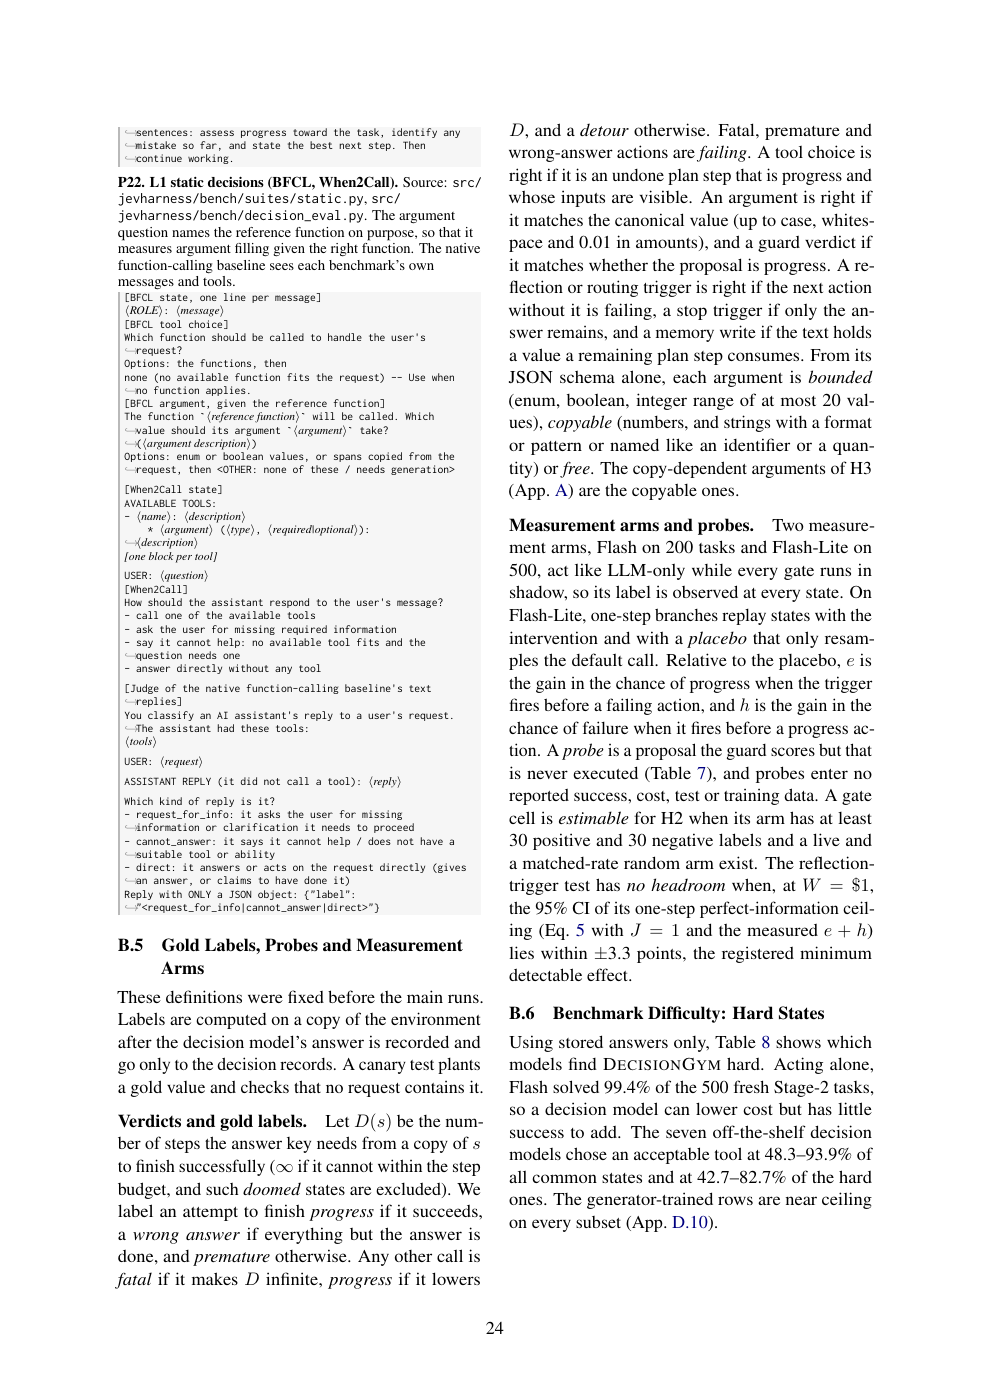 ↪sentences: assess progress toward the task, identify any
↪mistake so far, and state the best next step. Then
↪continue working.
P22. L1 static decisions (BFCL, When2Call). Source: src/
jevharness/bench/suites/static.py, src/
jevharness/bench/decision_eval.py. The argument
question names the reference function on purpose, so that it
measures argument filling given the right function. The native
function-calling baseline sees each benchmark's own
messages and tools.
[BFCL state, one line per message]
⟨ROLE⟩: ⟨message⟩
[BFCL tool choice]
Which function should be called to handle the user's
↪request?
Options: the functions, then
none (no available function fits the request) -- Use when
↪no function applies.
[BFCL argument, given the reference function]
The function `⟨reference function⟩` will be called. Which
↪value should its argument `⟨argument⟩` take?
↪(⟨argument description⟩)
Options: enum or boolean values, or spans copied from the
↪request, then <OTHER: none of these / needs generation>
[When2Call state]
AVAILABLE TOOLS:
- ⟨name⟩: ⟨description⟩
* ⟨argument⟩ (⟨type⟩, ⟨required|optional⟩):
↪⟨description⟩
[one block per tool]
USER: ⟨question⟩
[When2Call]
How should the assistant respond to the user's message?
- call one of the available tools
- ask the user for missing required information
- say it cannot help: no available tool fits and the
↪question needs one
- answer directly without any tool
[Judge of the native function-calling baseline's text
↪replies]
You classify an AI assistant's reply to a user's request.
↪The assistant had these tools:
⟨tools⟩
USER: ⟨request⟩
ASSISTANT REPLY (it did not call a tool): ⟨reply⟩
Which kind of reply is it?
- request_for_info: it asks the user for missing
↪information or clarification it needs to proceed
- cannot_answer: it says it cannot help / does not have a
↪suitable tool or ability
- direct: it answers or acts on the request directly (gives
↪an answer, or claims to have done it)
Reply with ONLY a JSON object: {"label":
↪"<request_for_info|cannot_answer|direct>"}
B.5 Gold Labels, Probes and Measurement
Arms
These definitions were fixed before the main runs.
Labels are computed on a copy of the environment
after the decision model's answer is recorded and
go only to the decision records. A canary test plants
a gold value and checks that no request contains it.
Verdicts and gold labels. Let D(s) be the num-
ber of steps the answer key needs from a copy of s
to finish successfully (∞ if it cannot within the step
budget, and such doomed states are excluded). We
label an attempt to finish progress if it succeeds,
a wrong answer if everything but the answer is
done, and premature otherwise. Any other call is
fatal if it makes D infinite, progress if it lowers
D, and a detour otherwise. Fatal, premature and
wrong-answer actions are failing. A tool choice is
right if it is an undone plan step that is progress and
whose inputs are visible. An argument is right if
it matches the canonical value (up to case, whites-
pace and 0.01 in amounts), and a guard verdict if
it matches whether the proposal is progress. A re-
flection or routing trigger is right if the next action
without it is failing, a stop trigger if only the an-
swer remains, and a memory write if the text holds
a value a remaining plan step consumes. From its
JSON schema alone, each argument is bounded
(enum, boolean, integer range of at most 20 val-
ues), copyable (numbers, and strings with a format
or pattern or named like an identifier or a quan-
tity) or free. The copy-dependent arguments of H3
(App. A) are the copyable ones.
Measurement arms and probes. Two measure-
ment arms, Flash on 200 tasks and Flash-Lite on
500, act like LLM-only while every gate runs in
shadow, so its label is observed at every state. On
Flash-Lite, one-step branches replay states with the
intervention and with a placebo that only resam-
ples the default call. Relative to the placebo, e is
the gain in the chance of progress when the trigger
fires before a failing action, and h is the gain in the
chance of failure when it fires before a progress ac-
tion. A probe is a proposal the guard scores but that
is never executed (Table 7), and probes enter no
reported success, cost, test or training data. A gate
cell is estimable for H2 when its arm has at least
30 positive and 30 negative labels and a live and
a matched-rate random arm exist. The reflection-
trigger test has no headroom when, at W = $1,
the 95% CI of its one-step perfect-information ceil-
ing (Eq. 5 with J = 1 and the measured e + h)
lies within ±3.3 points, the registered minimum
detectable effect.
B.6 Benchmark Difficulty: Hard States
Using stored answers only, Table 8 shows which
models find DECISIONGYM hard. Acting alone,
Flash solved 99.4% of the 500 fresh Stage-2 tasks,
so a decision model can lower cost but has little
success to add. The seven off-the-shelf decision
models chose an acceptable tool at 48.3–93.9% of
all common states and at 42.7–82.7% of the hard
ones. The generator-trained rows are near ceiling
on every subset (App. D.10).
24